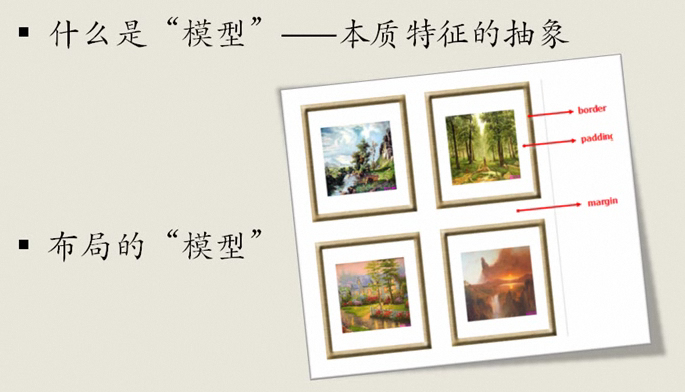 什么是“模型”——本质特征的抽象
border
padding
margin
布局的“模型”